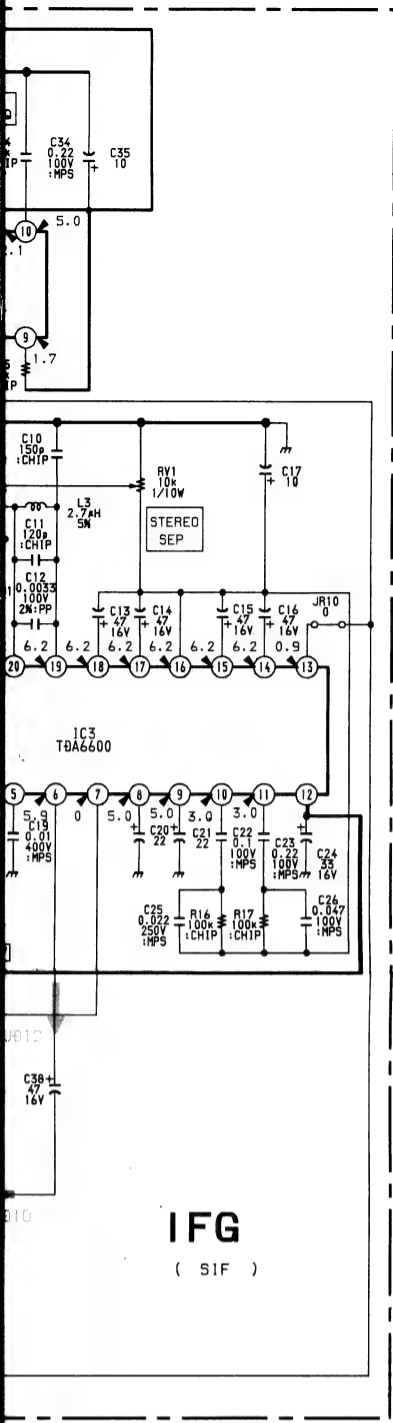 C34
0.22
100V
:MPS
C35
10
10
5.0
9
1.7
C10
150p
:CHIP
L3
2.7μH
5%
RV1
10k
1/10W
STEREO
SEP
C17
10
C11
120p
:CHIP
C12
0.0033
100V
2%:PP
C13
47
16V
C14
47
16V
C15
47
16V
C16
47
16V
JR10
0
6.2 6.2 6.2 6.2 6.2 0.9
20 19 18 17 16 15 14 13
IC3
TDA6600
5 6 7 8 9 10 11 12
5.9 0 5.0 5.0 3.0 3.0
C19
0.01
400V
:MPS
C20
22
C21
22
C22
0.1
100V
:MPS
C23
0.22
100V
:MPS
C24
33
16V
C25
0.022
250V
:MPS
R16
100k
:CHIP
R17
100k
:CHIP
C26
0.047
100V
:MPS
C38
47
16V
IFG
( SIF )